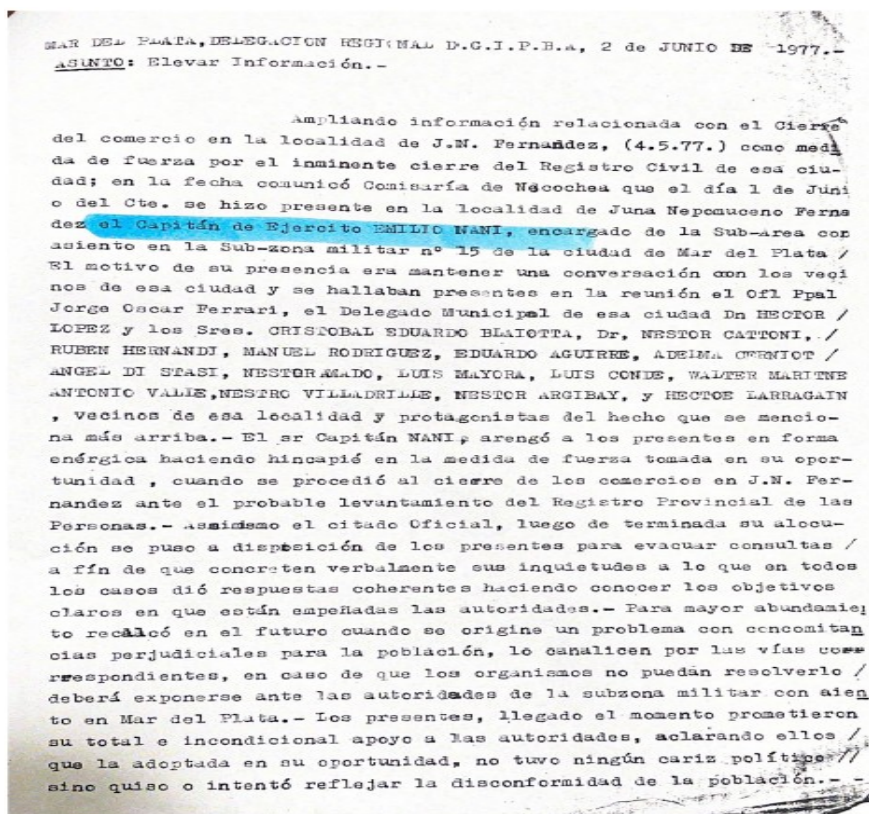 MAR DEL PLATA, DELEGACION REGIONAL D.G.I.P.B.A, 2 de JUNIO DE 1977.-
ASUNTO: Elevar Información.-
Ampliando información relacionada con el Cierre
del comercio en la localidad de J.N. Fernandez, (4.5.77.) como medi
da de fuerza por el inminente cierre del Registro Civil de esa ciu-
dad; en la fecha comunicó Comisaría de Necochea que el día 1 de Juni
o del Cte. se hizo presente en la localidad de Juna Nepomuceno Ferna
dez el Capitán de Ejercito EMILIO NANI, encargado de la Sub-area con
asiento en la Sub-zona militar nº 15 de la ciudad de Mar del Plata /
El motivo de su presencia era mantener una conversación con los veci
nos de esa ciudad y se hallaban presentes en la reunión el Ofl Ppal
Jorge Oscar Ferrari, el Delegado Municipal de esa ciudad Dn HECTOR /
LOPEZ y los Sres. CRISTOBAL EDUARDO BLAIOTTA, Dr, NESTOR CATTONI, /
RUBEN HERNANDI, MANUEL RODRIGUEZ, EDUARDO AGUIRRE, ADELMA CERNIOT /
ANGEL DI STASI, NESTOR AMADO, LUIS MAYORA, LUIS CONDE, WALTER MARITNE
ANTONIO VALLE, NESTRO VILLADRILLE, NESTOR ARGIBAY, y HECTOR LARRAGAIN
, vecinos de esa localidad y protagonistas del hecho que se mencio-
na más arriba.- El sr Capitán NANI, arengó a los presentes en forma
enérgica haciendo hincapié en la medida de fuerza tomada en su opor-
tunidad , cuando se procedió al cierre de los comercios en J.N. Fer-
nandez ante el probable levantamiento del Registro Provincial de las
Personas.- Asmismo el citado Oficial, luego de terminada su alocu-
ción se puso a disposición de los presentes para evacuar consultas /
a fín de que concreten verbalmente sus inquietudes a lo que en todos
los casos dió respuestas coherentes haciendo conocer los objetivos
claros en que están empeñadas las autoridades.- Para mayor abundamie
to recalcó en el futuro cuando se origine un problema con concomitan
cias perjudiciales para la población, lo canalicen por las vías corr
rrespondientes, en caso de que los organismos no puedan resolverlo /
deberá exponerse ante las autoridades de la subzona militar con aien
to en Mar del Plata.- Los presentes, llegado el momento prometieron
su total e incondicional apoyo a las autoridades, aclarando ellos /
que la adoptada en su oportunidad, no tuvo ningún cariz político //
sino quiso o intentó reflejar la disconformidad de la población.- -